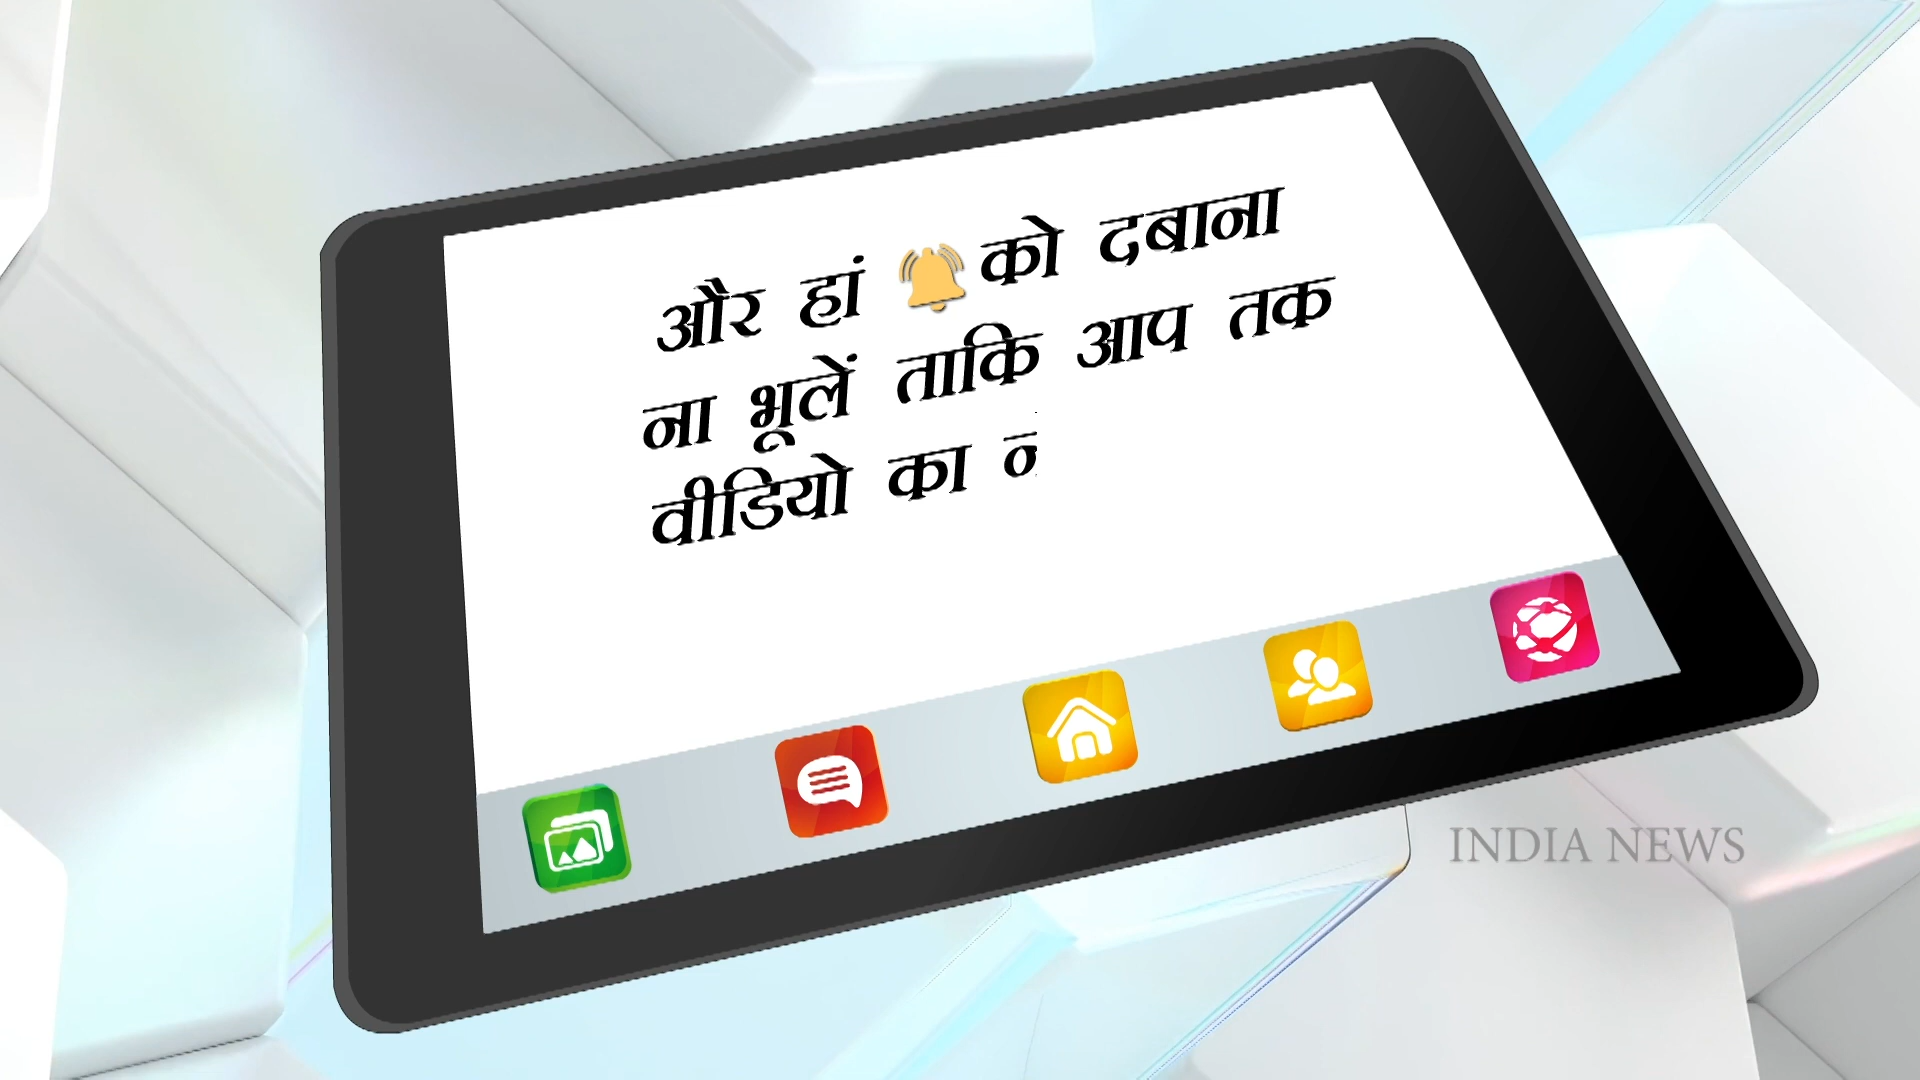 और हां को दबाना
ना भूलें ताकि आप तक
वीडियो का
INDIA NEWS